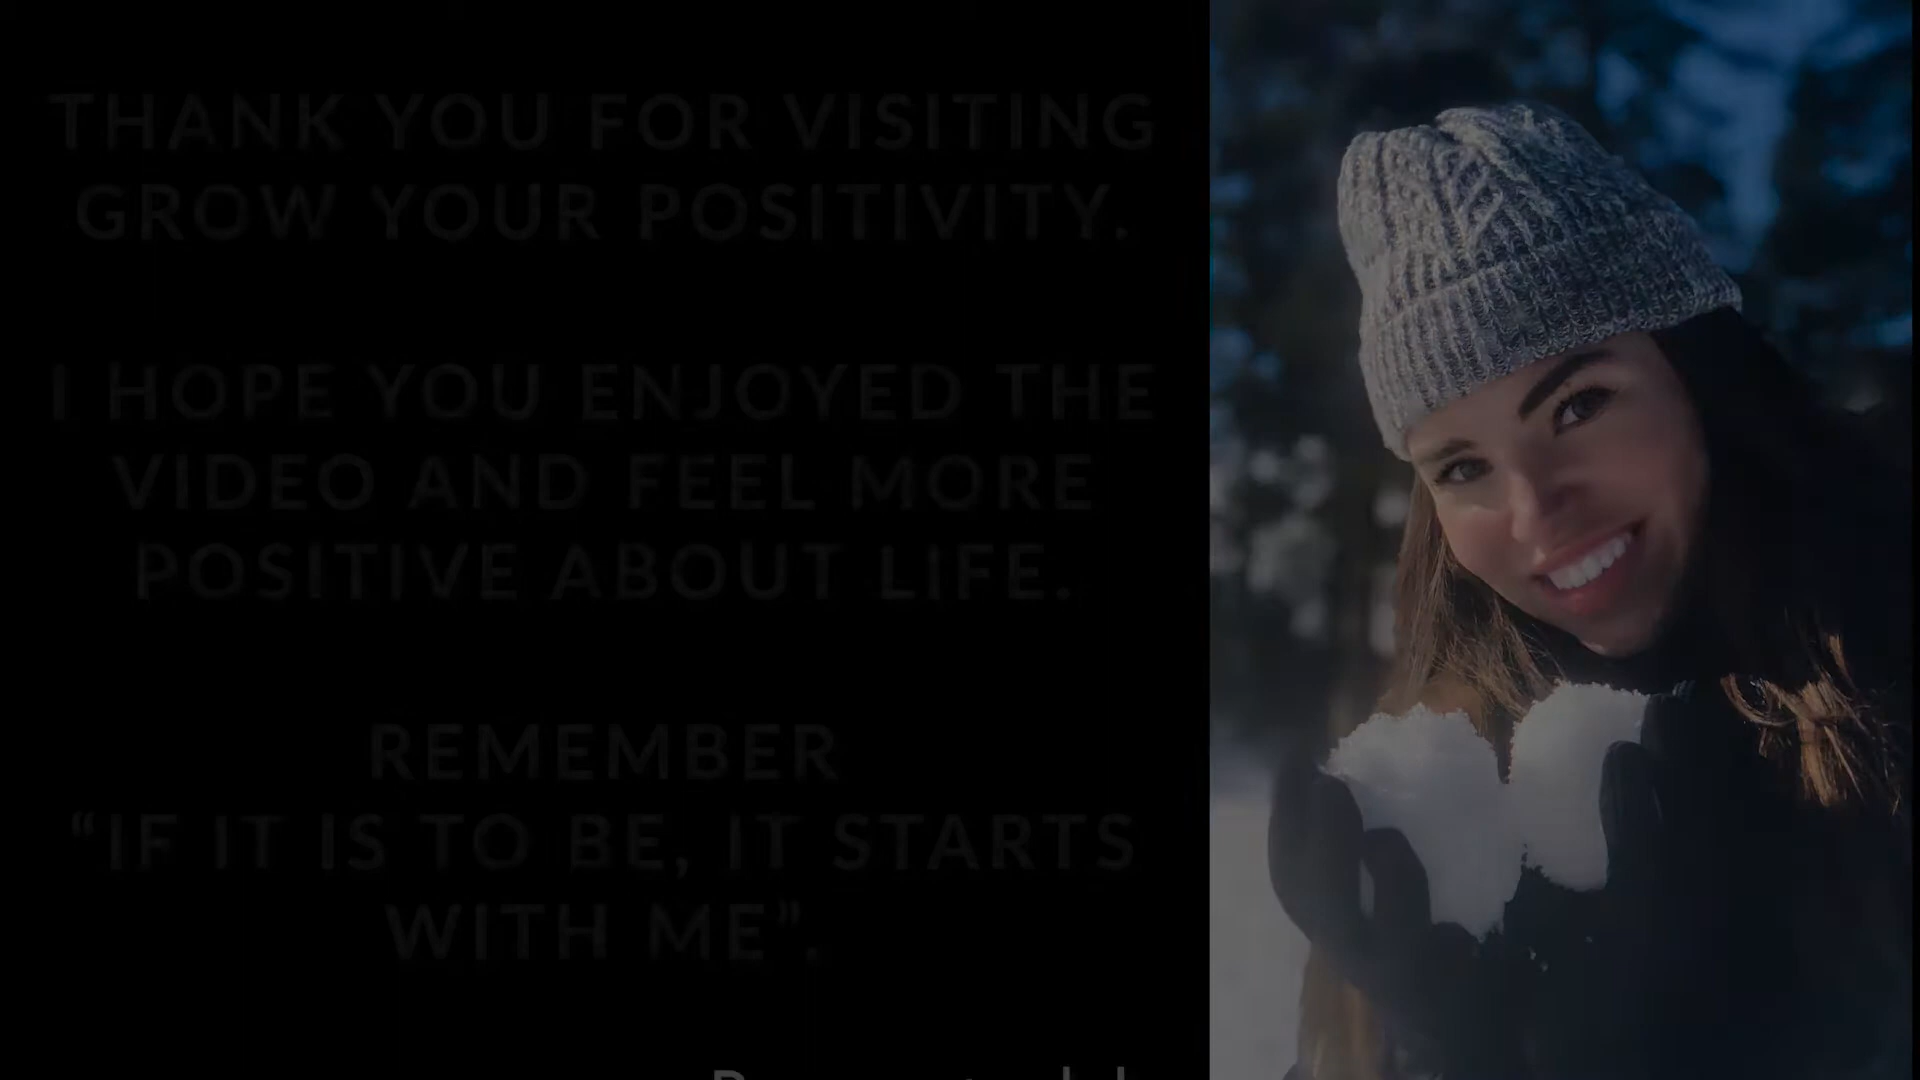 THANK YOU FOR VISITING
GROW YOUR POSITIVITY.
I HOPE YOU ENJOYED THE
VIDEO AND FEEL MORE
POSITIVE ABOUT LIFE.
REMEMBER
“IF IT IS TO BE, IT STARTS
WITH ME”.